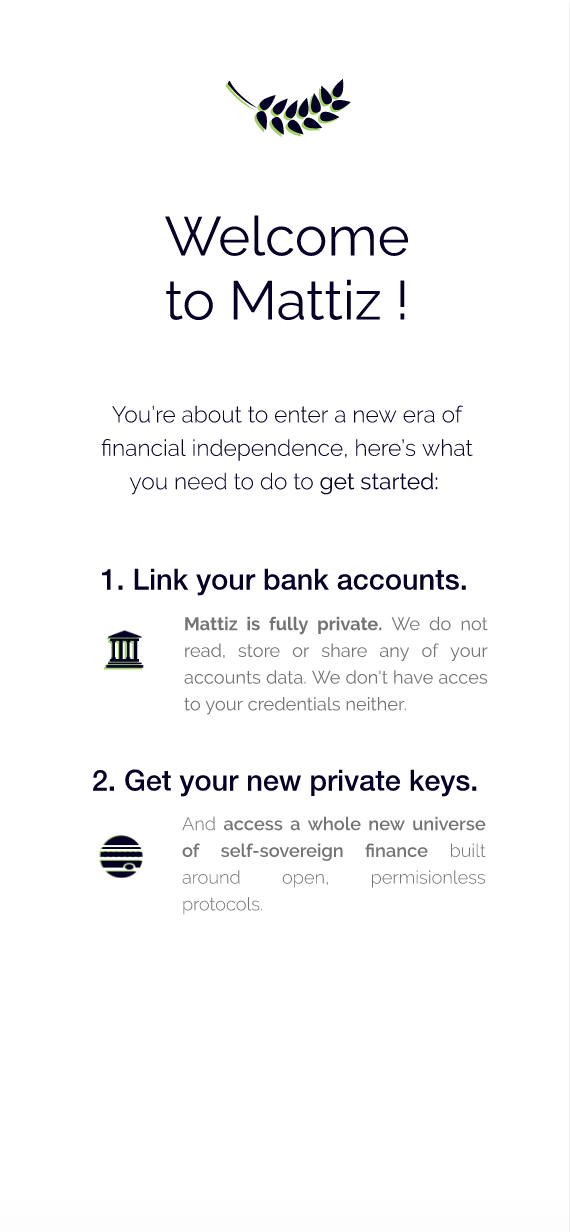 Welcome
to Mattiz !
You're about to enter a new era of
financial independence, here's what
you need to do to get started:
1. Link your bank accounts.
Mattiz is fully private. We do not
read, store or share any of your
accounts data. We don't have acces
to your credentials neither.
2. Get your new private keys.
And access a whole new universe
of self-sovereign finance built
around open, permisionless
protocols.